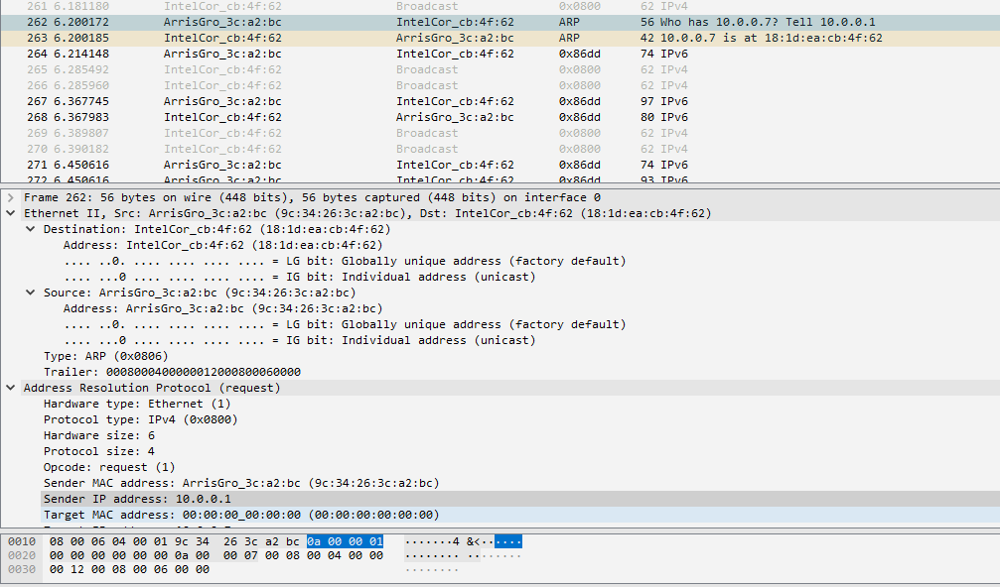 261 6.181180 IntelCor_cb:4f:62 Broadcast 0x0800 62 IPv4
262 6.200172 ArrisGro_3c:a2:bc IntelCor_cb:4f:62 ARP 56 Who has 10.0.0.7? Tell 10.0.0.1
263 6.200185 IntelCor_cb:4f:62 ArrisGro_3c:a2:bc ARP 42 10.0.0.7 is at 18:1d:ea:cb:4f:62
264 6.214148 ArrisGro_3c:a2:bc IntelCor_cb:4f:62 0x86dd 74 IPv6
265 6.285492 IntelCor_cb:4f:62 Broadcast 0x0800 62 IPv4
266 6.285960 IntelCor_cb:4f:62 Broadcast 0x0800 62 IPv4
267 6.367745 ArrisGro_3c:a2:bc IntelCor_cb:4f:62 0x86dd 97 IPv6
268 6.367983 IntelCor_cb:4f:62 ArrisGro_3c:a2:bc 0x86dd 80 IPv6
269 6.389807 IntelCor_cb:4f:62 Broadcast 0x0800 62 IPv4
270 6.390182 IntelCor_cb:4f:62 Broadcast 0x0800 62 IPv4
271 6.450616 ArrisGro_3c:a2:bc IntelCor_cb:4f:62 0x86dd 74 IPv6
272 6.450616 ArrisGro_3c:a2:bc IntelCor_cb:4f:62 0x86dd 93 IPv6
Frame 262: 56 bytes on wire (448 bits), 56 bytes captured (448 bits) on interface 0
Ethernet II, Src: ArrisGro_3c:a2:bc (9c:34:26:3c:a2:bc), Dst: IntelCor_cb:4f:62 (18:1d:ea:cb:4f:62)
Destination: IntelCor_cb:4f:62 (18:1d:ea:cb:4f:62)
Address: IntelCor_cb:4f:62 (18:1d:ea:cb:4f:62)
.... ..0. .... .... .... .... = LG bit: Globally unique address (factory default)
.... ...0 .... .... .... .... = IG bit: Individual address (unicast)
Source: ArrisGro_3c:a2:bc (9c:34:26:3c:a2:bc)
Address: ArrisGro_3c:a2:bc (9c:34:26:3c:a2:bc)
.... ..0. .... .... .... .... = LG bit: Globally unique address (factory default)
.... ...0 .... .... .... .... = IG bit: Individual address (unicast)
Type: ARP (0x0806)
Trailer: 0008000400000012000800060000
Address Resolution Protocol (request)
Hardware type: Ethernet (1)
Protocol type: IPv4 (0x0800)
Hardware size: 6
Protocol size: 4
Opcode: request (1)
Sender MAC address: ArrisGro_3c:a2:bc (9c:34:26:3c:a2:bc)
Sender IP address: 10.0.0.1
Target MAC address: 00:00:00_00:00:00 (00:00:00:00:00:00)
0010 08 00 06 04 00 01 9c 34 26 3c a2 bc 0a 00 00 01 .......4 &<......
0020 00 00 00 00 00 00 0a 00 00 07 00 08 00 04 00 00 ........ ........
0030 00 12 00 08 00 06 00 00 ........